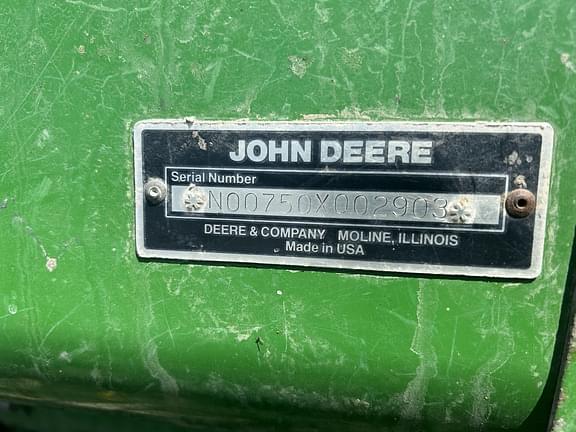 JOHN DEERE
Serial Number
N00750X002903
DEERE & COMPANY MOLINE, ILLINOIS
Made in USA